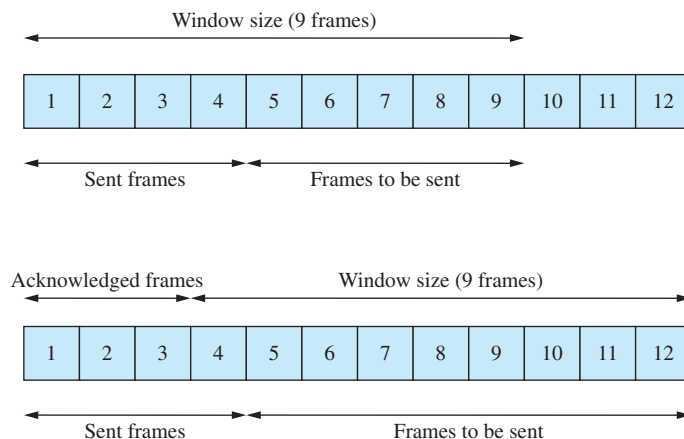 Window size (9 frames)
1 2 3 4 5 6 7 8 9 10 11 12
Sent frames Frames to be sent
Acknowledged frames Window size (9 frames)
1 2 3 4 5 6 7 8 9 10 11 12
Sent frames Frames to be sent